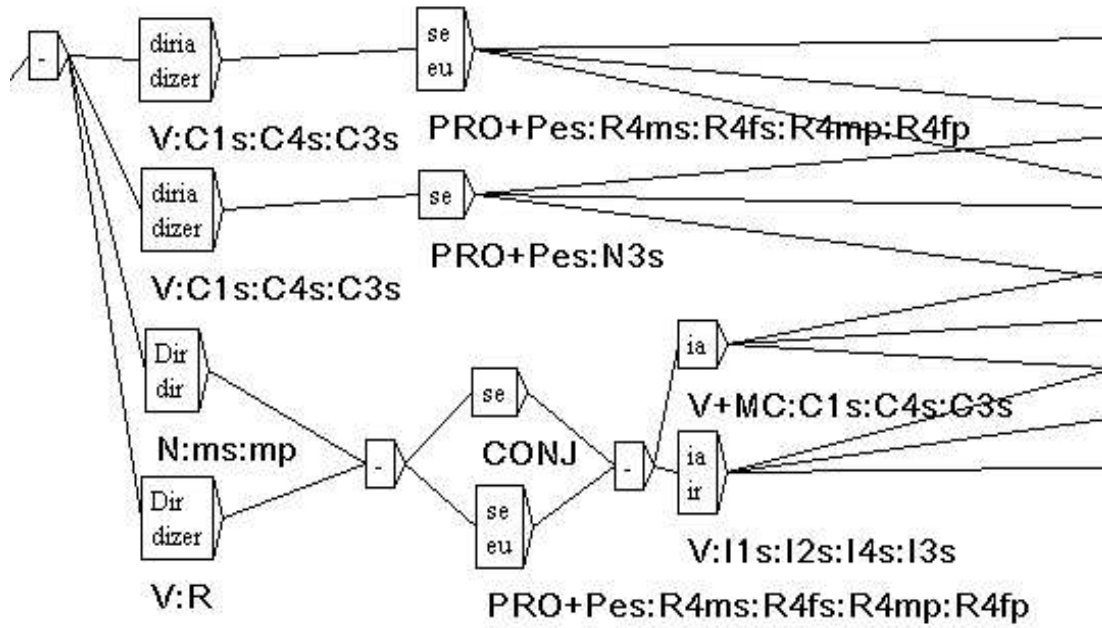 -
diria
dizer
V:C1s:C4s:C3s
se
eu
PRO+Pes:R4ms:R4fs:R4mp:R4fp
diria
dizer
V:C1s:C4s:C3s
se
PRO+Pes:N3s
Dir
dir
N:ms:mp
Dir
dizer
V:R
-
se
CONJ
se
eu
PRO+Pes:R4ms:R4fs:R4mp:R4fp
-
ia
V+MC:C1s:C4s:C3s
ia
ir
V:I1s:I2s:I4s:I3s